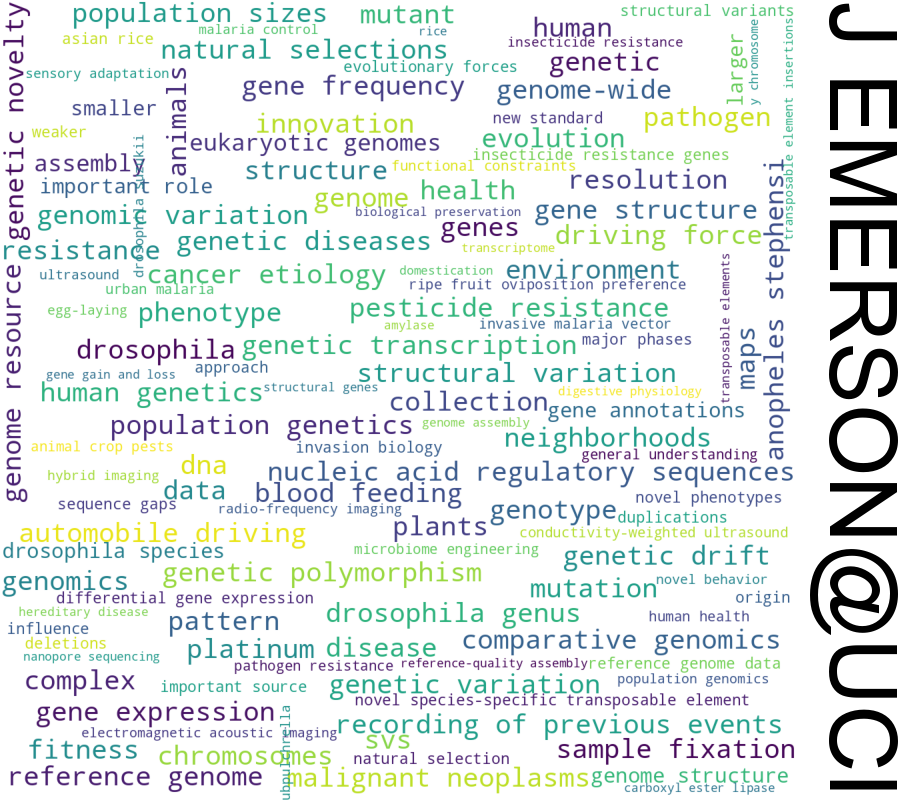 population sizes
mutant
structural variants
malaria control
rice
human
asian rice
insecticide resistance
natural selections
genetic
sensory adaptation
evolutionary forces
larger
y chromosome
transposable element insertions
genetic novelty
animals
gene frequency
genome-wide
smaller
new standard
pathogen
innovation
weaker
eukaryotic genomes
evolution
insecticide resistance genes
assembly
structure
functional constraints
resolution
important role
genome
health
genomic variation
biological preservation
gene structure
genes
driving force
resistance
genetic diseases
transcriptome
drosophila suzukii
anopheles stephensi
ultrasound
cancer etiology
domestication
environment
urban malaria
ripe fruit oviposition preference
egg-laying
phenotype
pesticide resistance
amylase
invasive malaria vector
transposable elements
maps
genome resource
drosophila
genetic transcription
major phases
gene gain and loss
approach
structural variation
human genetics
structural genes
digestive physiology
collection
gene annotations
population genetics
genome assembly
neighborhoods
animal crop pests
invasion biology
general understanding
hybrid imaging
dna
nucleic acid regulatory sequences
data
blood feeding
novel phenotypes
sequence gaps
radio-frequency imaging
genotype
duplications
automobile driving
plants
conductivity-weighted ultrasound
drosophila species
microbiome engineering
genetic drift
genomics
genetic polymorphism
mutation
novel behavior
differential gene expression
origin
hereditary disease
drosophila genus
human health
influence
pattern
deletions
platinum
disease
comparative genomics
nanopore sequencing
pathogen resistance
reference-quality assembly
reference genome data
complex
important source
genetic variation
population genomics
novel species-specific transposable element
gene expression
recording of previous events
electromagnetic acoustic imaging
svs
fitness
chromosomes
natural selection
sample fixation
reference genome
malignant neoplasms
genome structure
carboxyl ester lipase
J EMERSON@UCI